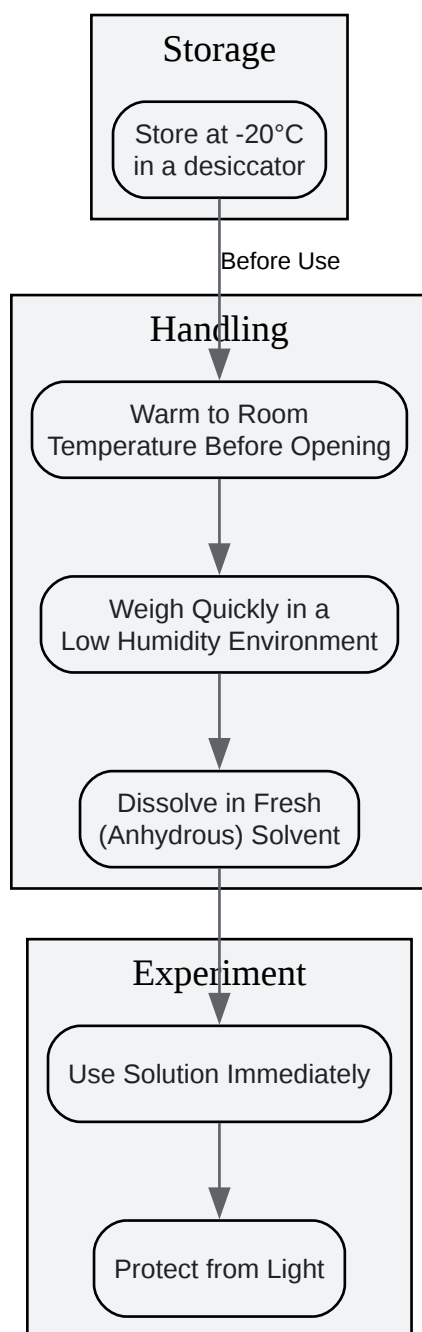 Storage
Store at -20°C
in a desiccator
Before Use
Handling
Warm to Room
Temperature Before Opening
Weigh Quickly in a
Low Humidity Environment
Dissolve in Fresh
(Anhydrous) Solvent
Experiment
Use Solution Immediately
Protect from Light